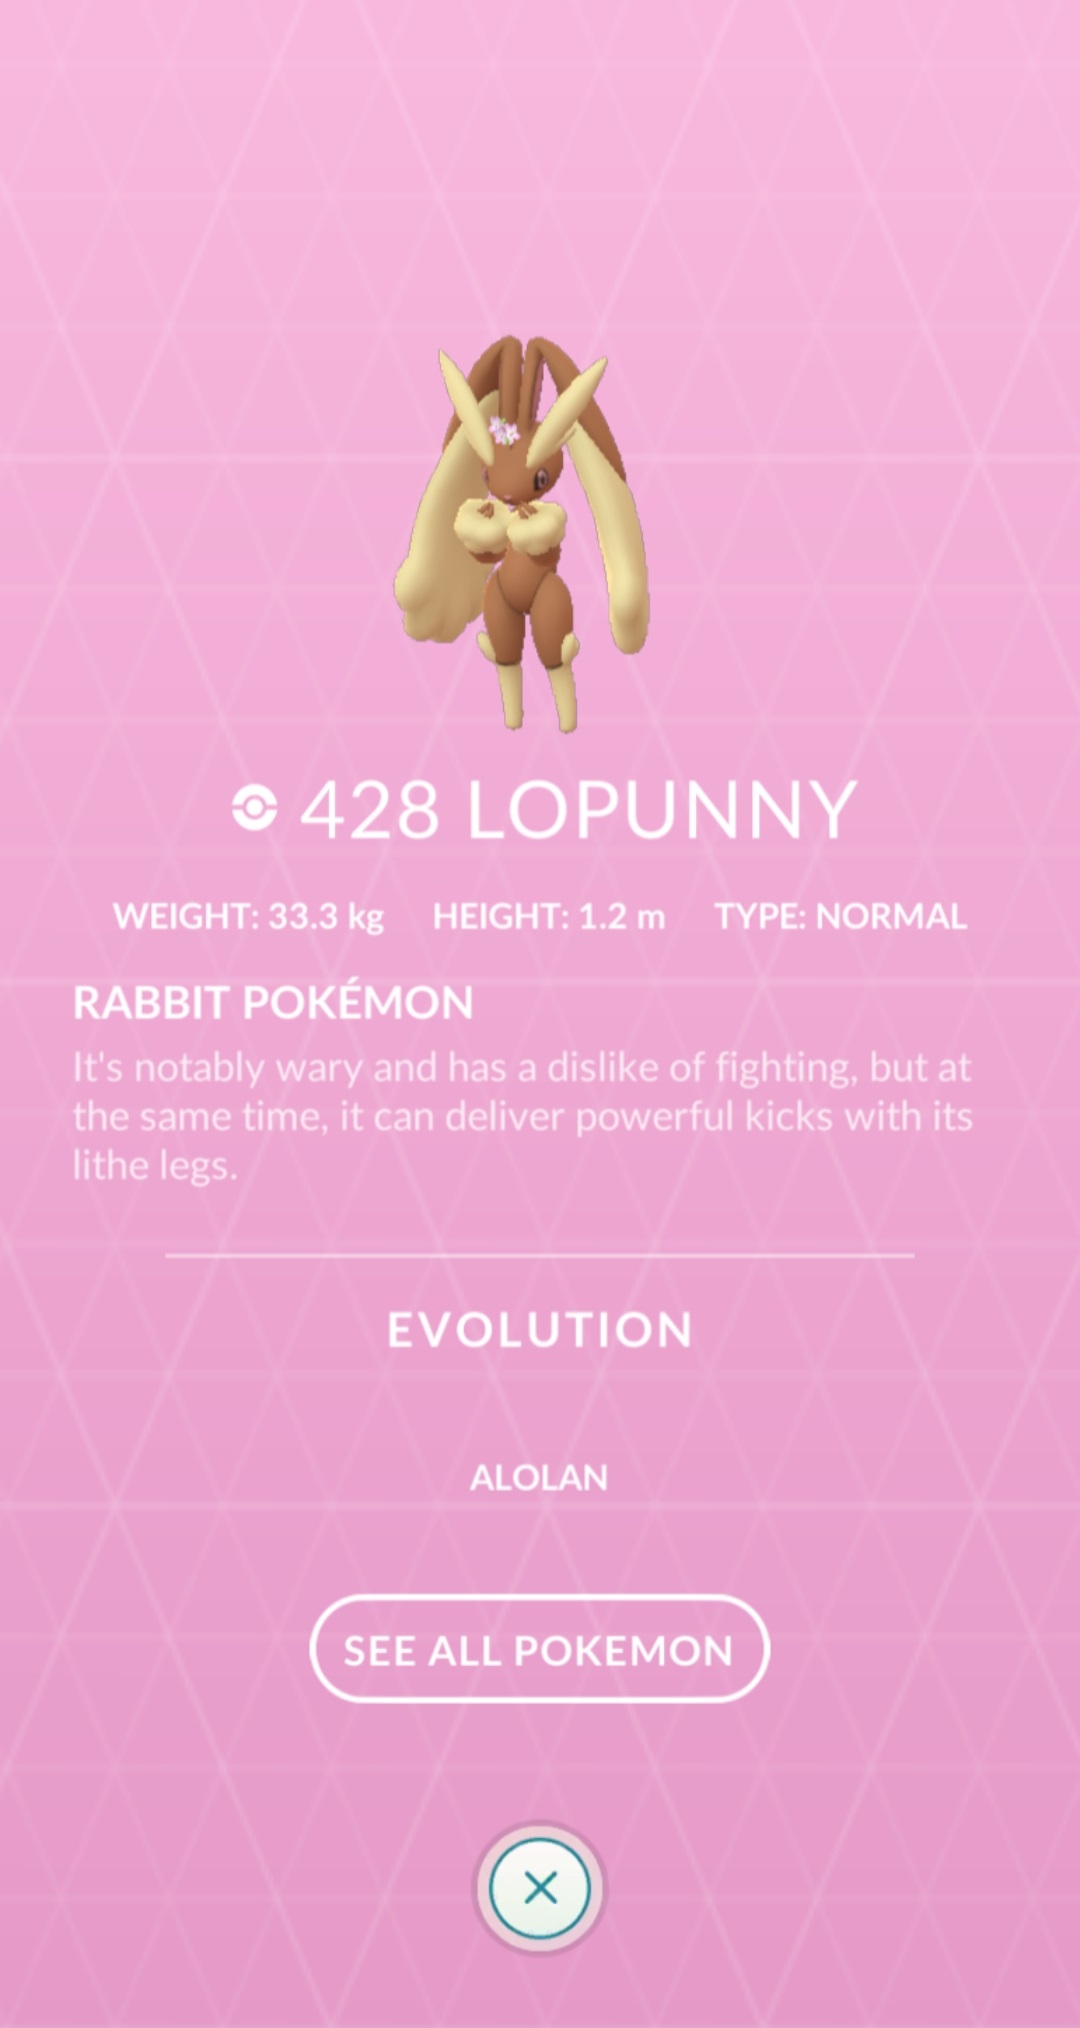 428 LOPUNNY
WEIGHT: 33.3 kg HEIGHT: 1.2 m TYPE: NORMAL
RABBIT POKÉMON
It's notably wary and has a dislike of fighting, but at
the same time, it can deliver powerful kicks with its
lithe legs.
EVOLUTION
ALOLAN
SEE ALL POKEMON